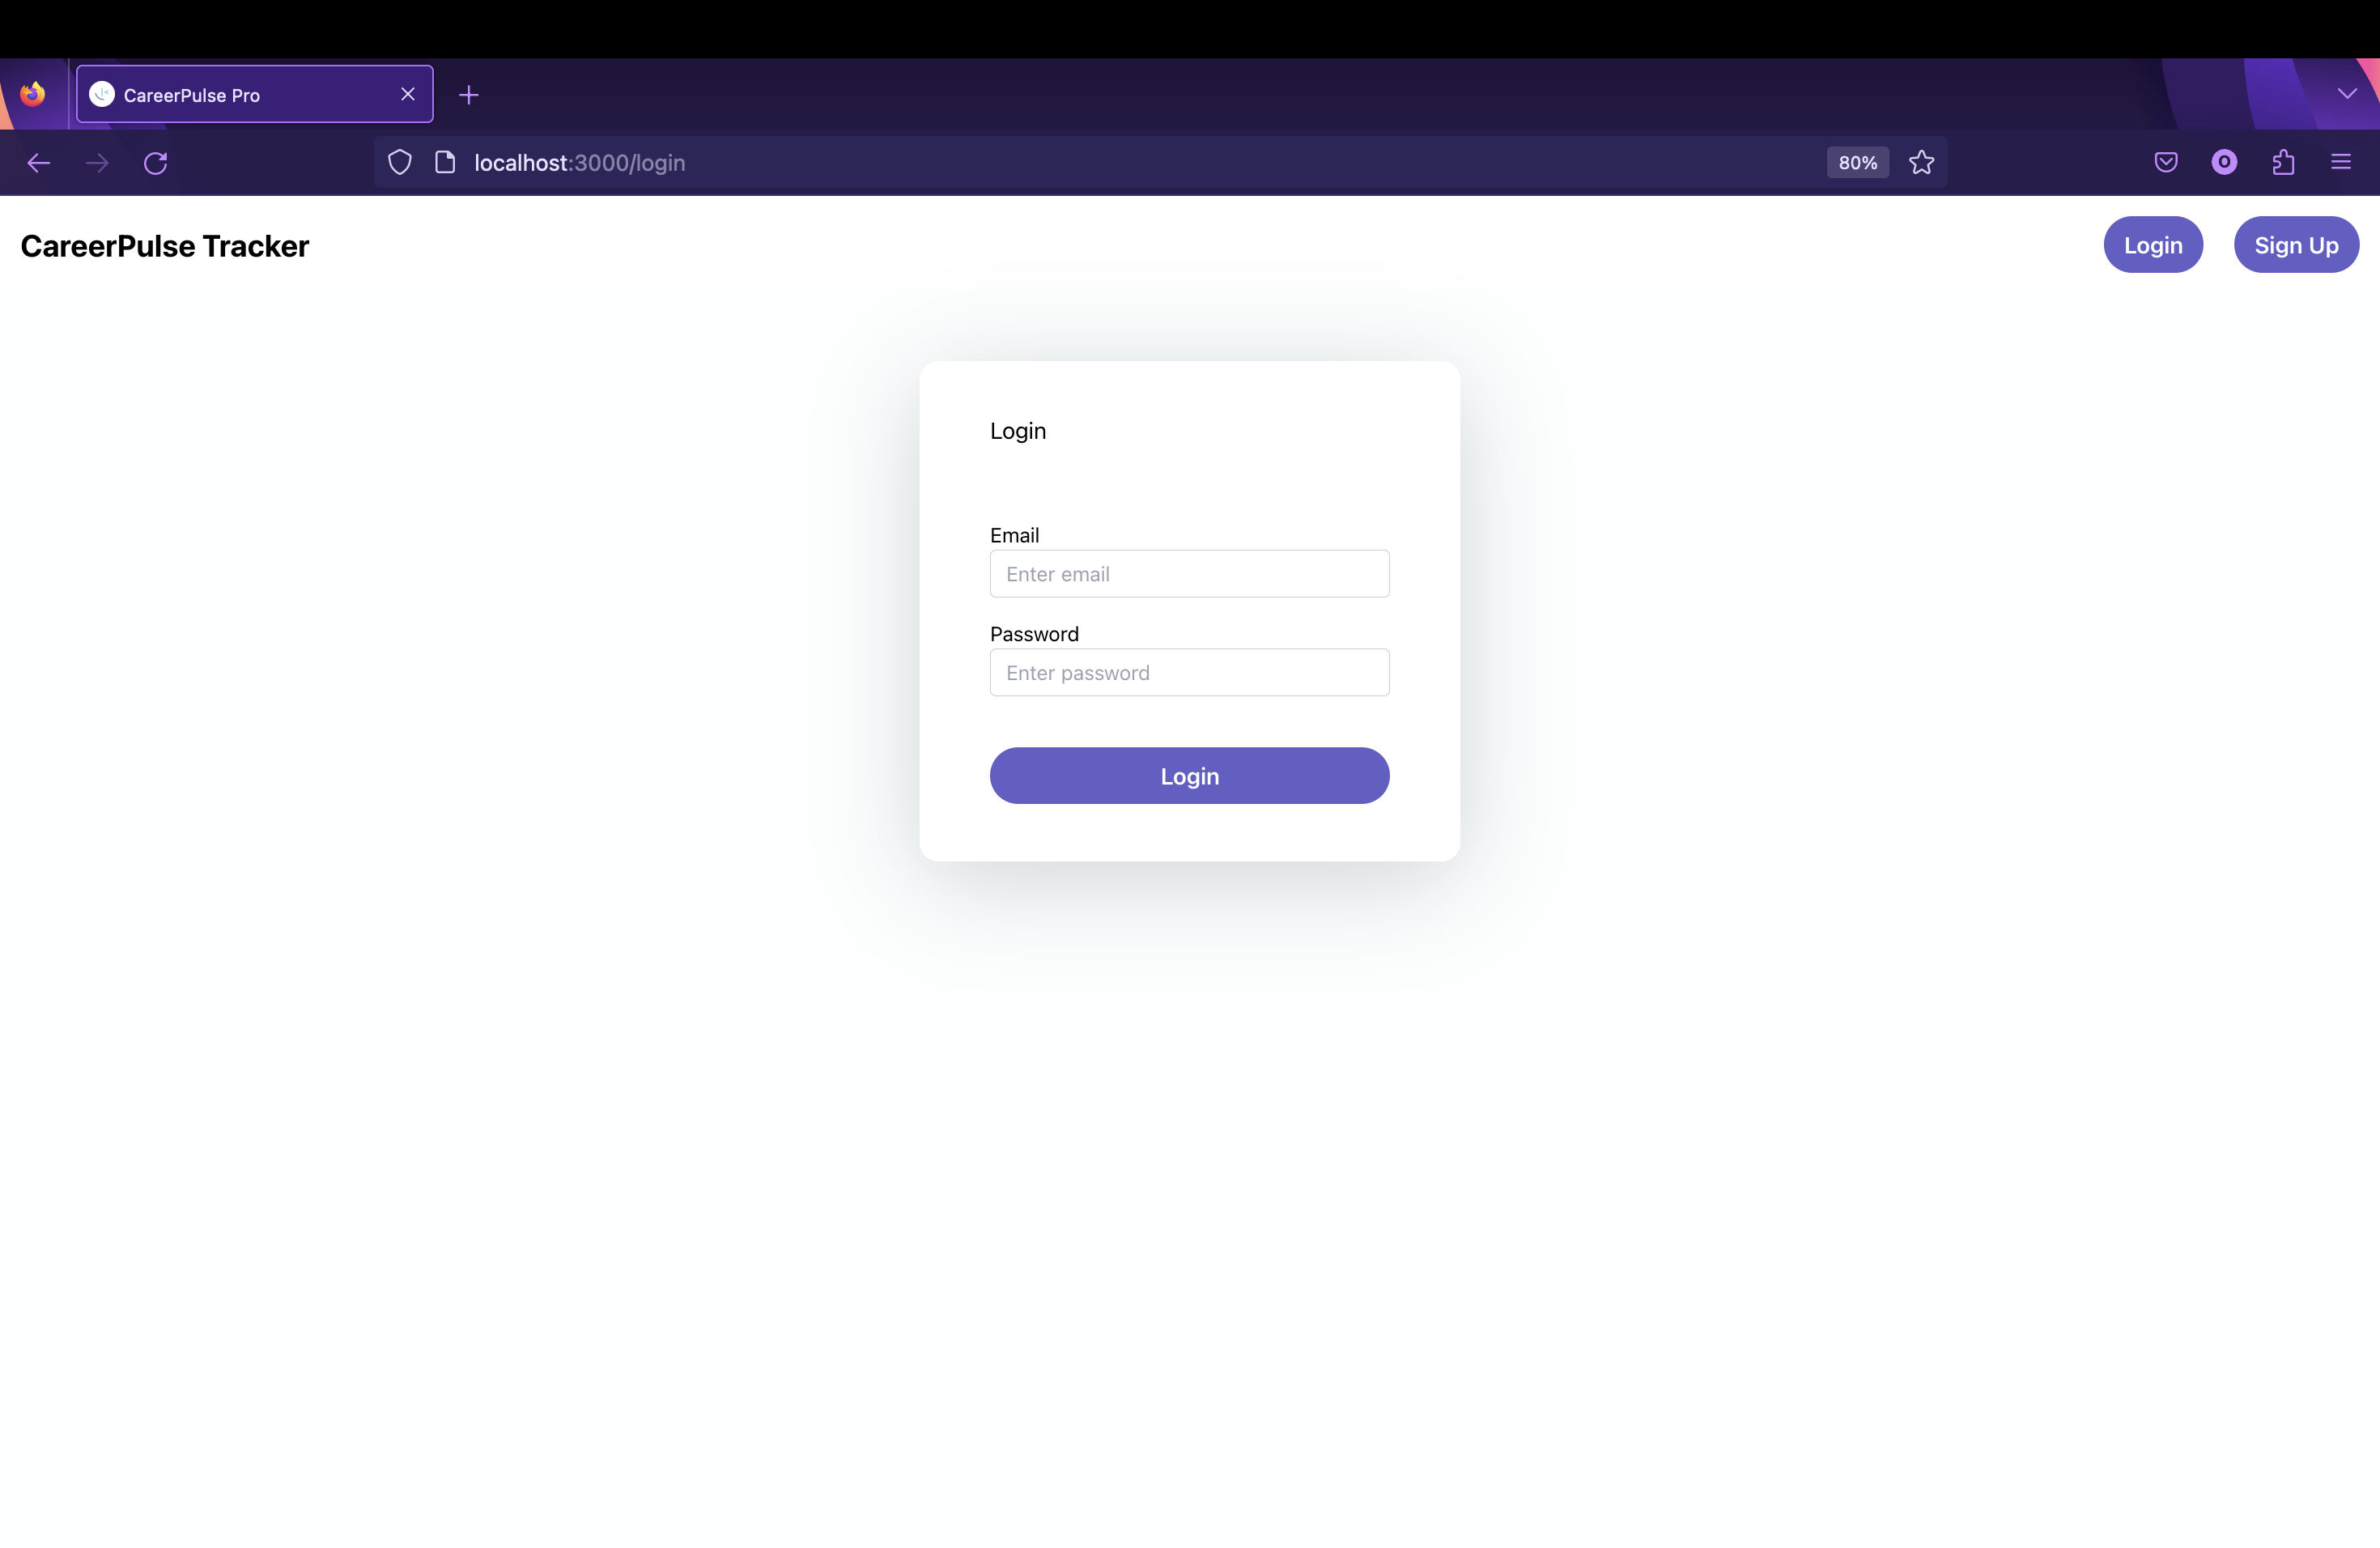 CareerPulse Pro
localhost:3000/login
80%
CareerPulse Tracker
Login
Sign Up
Login
Email
Enter email
Password
Enter password
Login